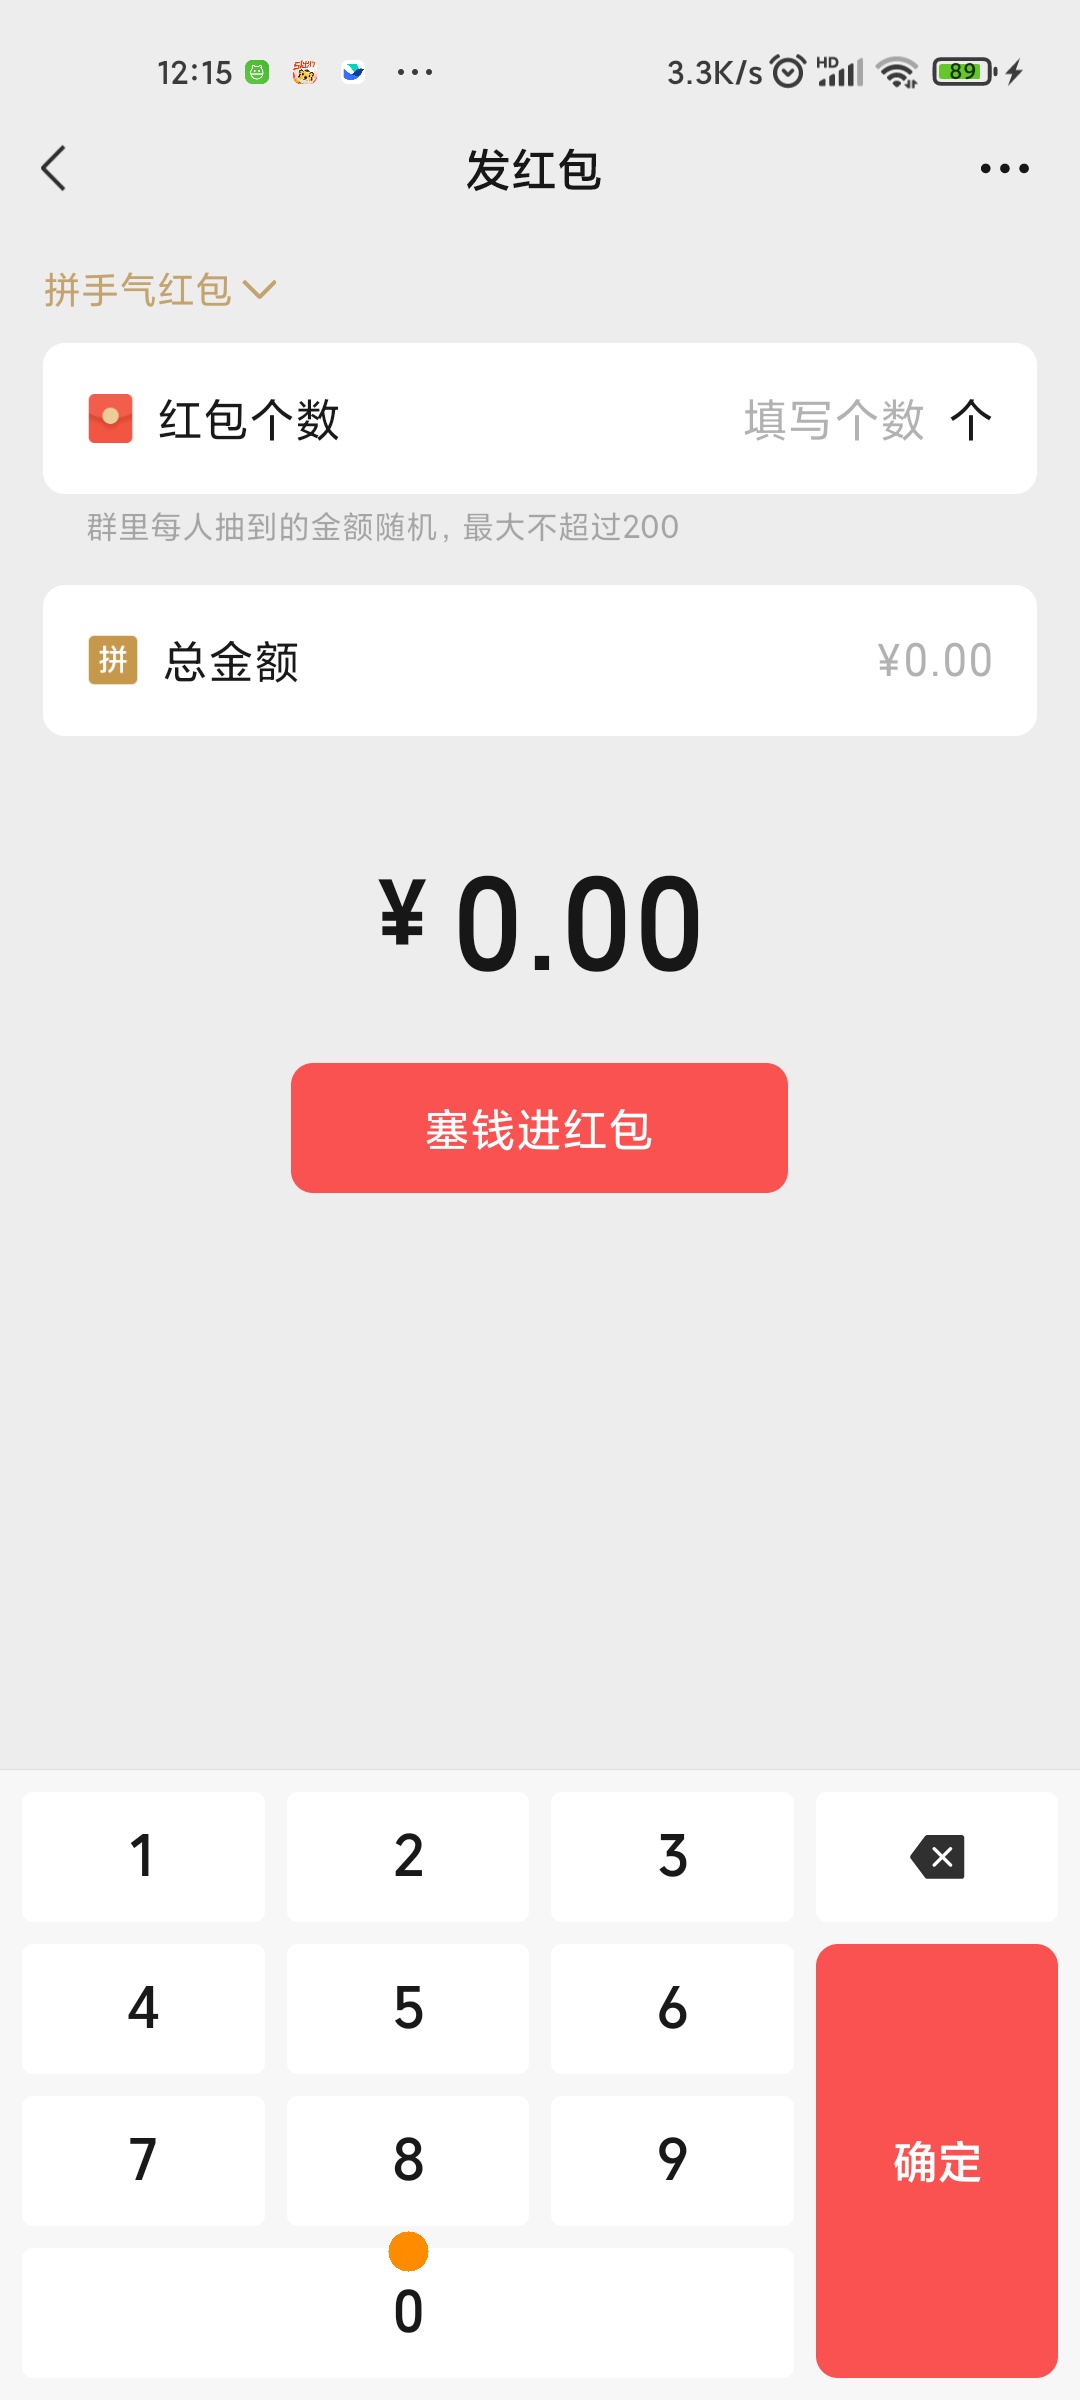 12:15 ... 3.3K/s HD 89
发红包
拼手气红包
红包个数 填写个数 个
群里每人抽到的金额随机，最大不超过200
拼 总金额 ¥0.00
¥ 0.00
塞钱进红包
1 2 3
4 5 6
7 8 9
确定
0